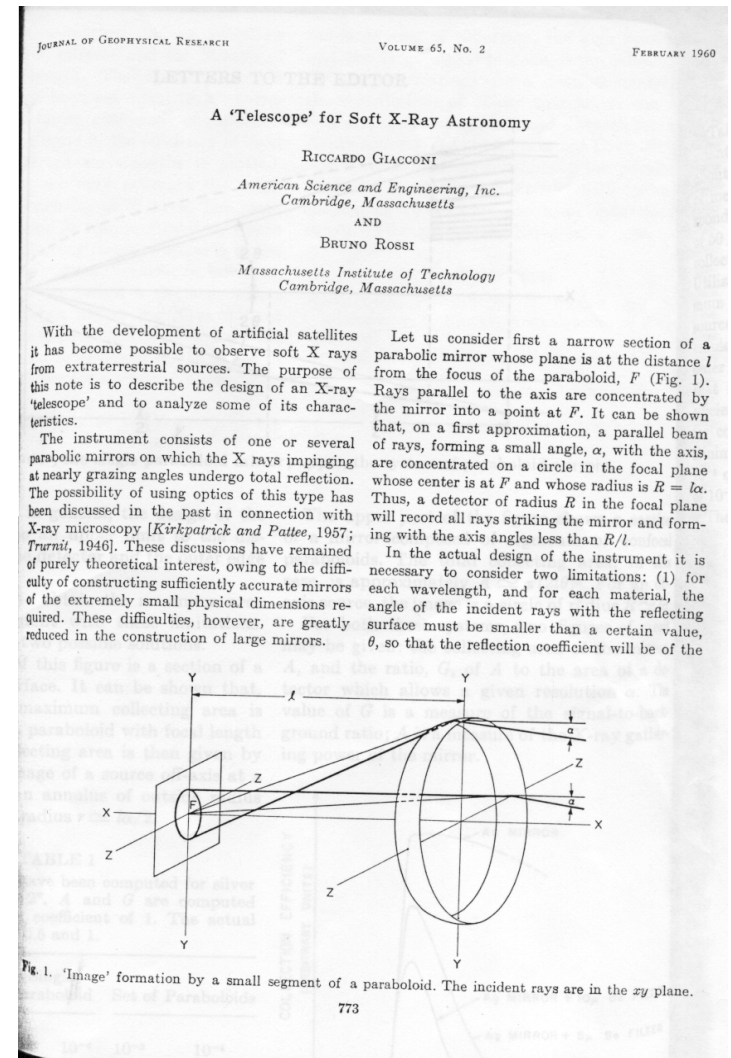 JOURNAL OF GEOPHYSICAL RESEARCH
VOLUME 65, NO. 2
FEBRUARY 1960
A ‘Telescope’ for Soft X-Ray Astronomy
RICCARDO GIACCONI
American Science and Engineering, Inc.
Cambridge, Massachusetts
AND
BRUNO ROSSI
Massachusetts Institute of Technology
Cambridge, Massachusetts
With the development of artificial satellites
it has become possible to observe soft X rays
from extraterrestrial sources. The purpose of
this note is to describe the design of an X-ray
‘telescope’ and to analyze some of its charac-
teristics.
The instrument consists of one or several
parabolic mirrors on which the X rays impinging
at nearly grazing angles undergo total reflection.
The possibility of using optics of this type has
been discussed in the past in connection with
X-ray microscopy [Kirkpatrick and Pattee, 1957;
Trurnit, 1946]. These discussions have remained
of purely theoretical interest, owing to the diffi-
culty of constructing sufficiently accurate mirrors
of the extremely small physical dimensions re-
quired. These difficulties, however, are greatly
reduced in the construction of large mirrors.
Let us consider first a narrow section of a
parabolic mirror whose plane is at the distance l
from the focus of the paraboloid, F (Fig. 1).
Rays parallel to the axis are concentrated by
the mirror into a point at F. It can be shown
that, on a first approximation, a parallel beam
of rays, forming a small angle, α, with the axis,
are concentrated on a circle in the focal plane
whose center is at F and whose radius is R = lα.
Thus, a detector of radius R in the focal plane
will record all rays striking the mirror and form-
ing with the axis angles less than R/l.
In the actual design of the instrument it is
necessary to consider two limitations: (1) for
each wavelength, and for each material, the
angle of the incident rays with the reflecting
surface must be smaller than a certain value,
θ, so that the reflection coefficient will be of the
Y
l
Y
α
Z
Z
F
α
X
X
Z
Z
Y
Y
Fig. 1. ‘Image’ formation by a small segment of a paraboloid. The incident rays are in the xy plane.
773